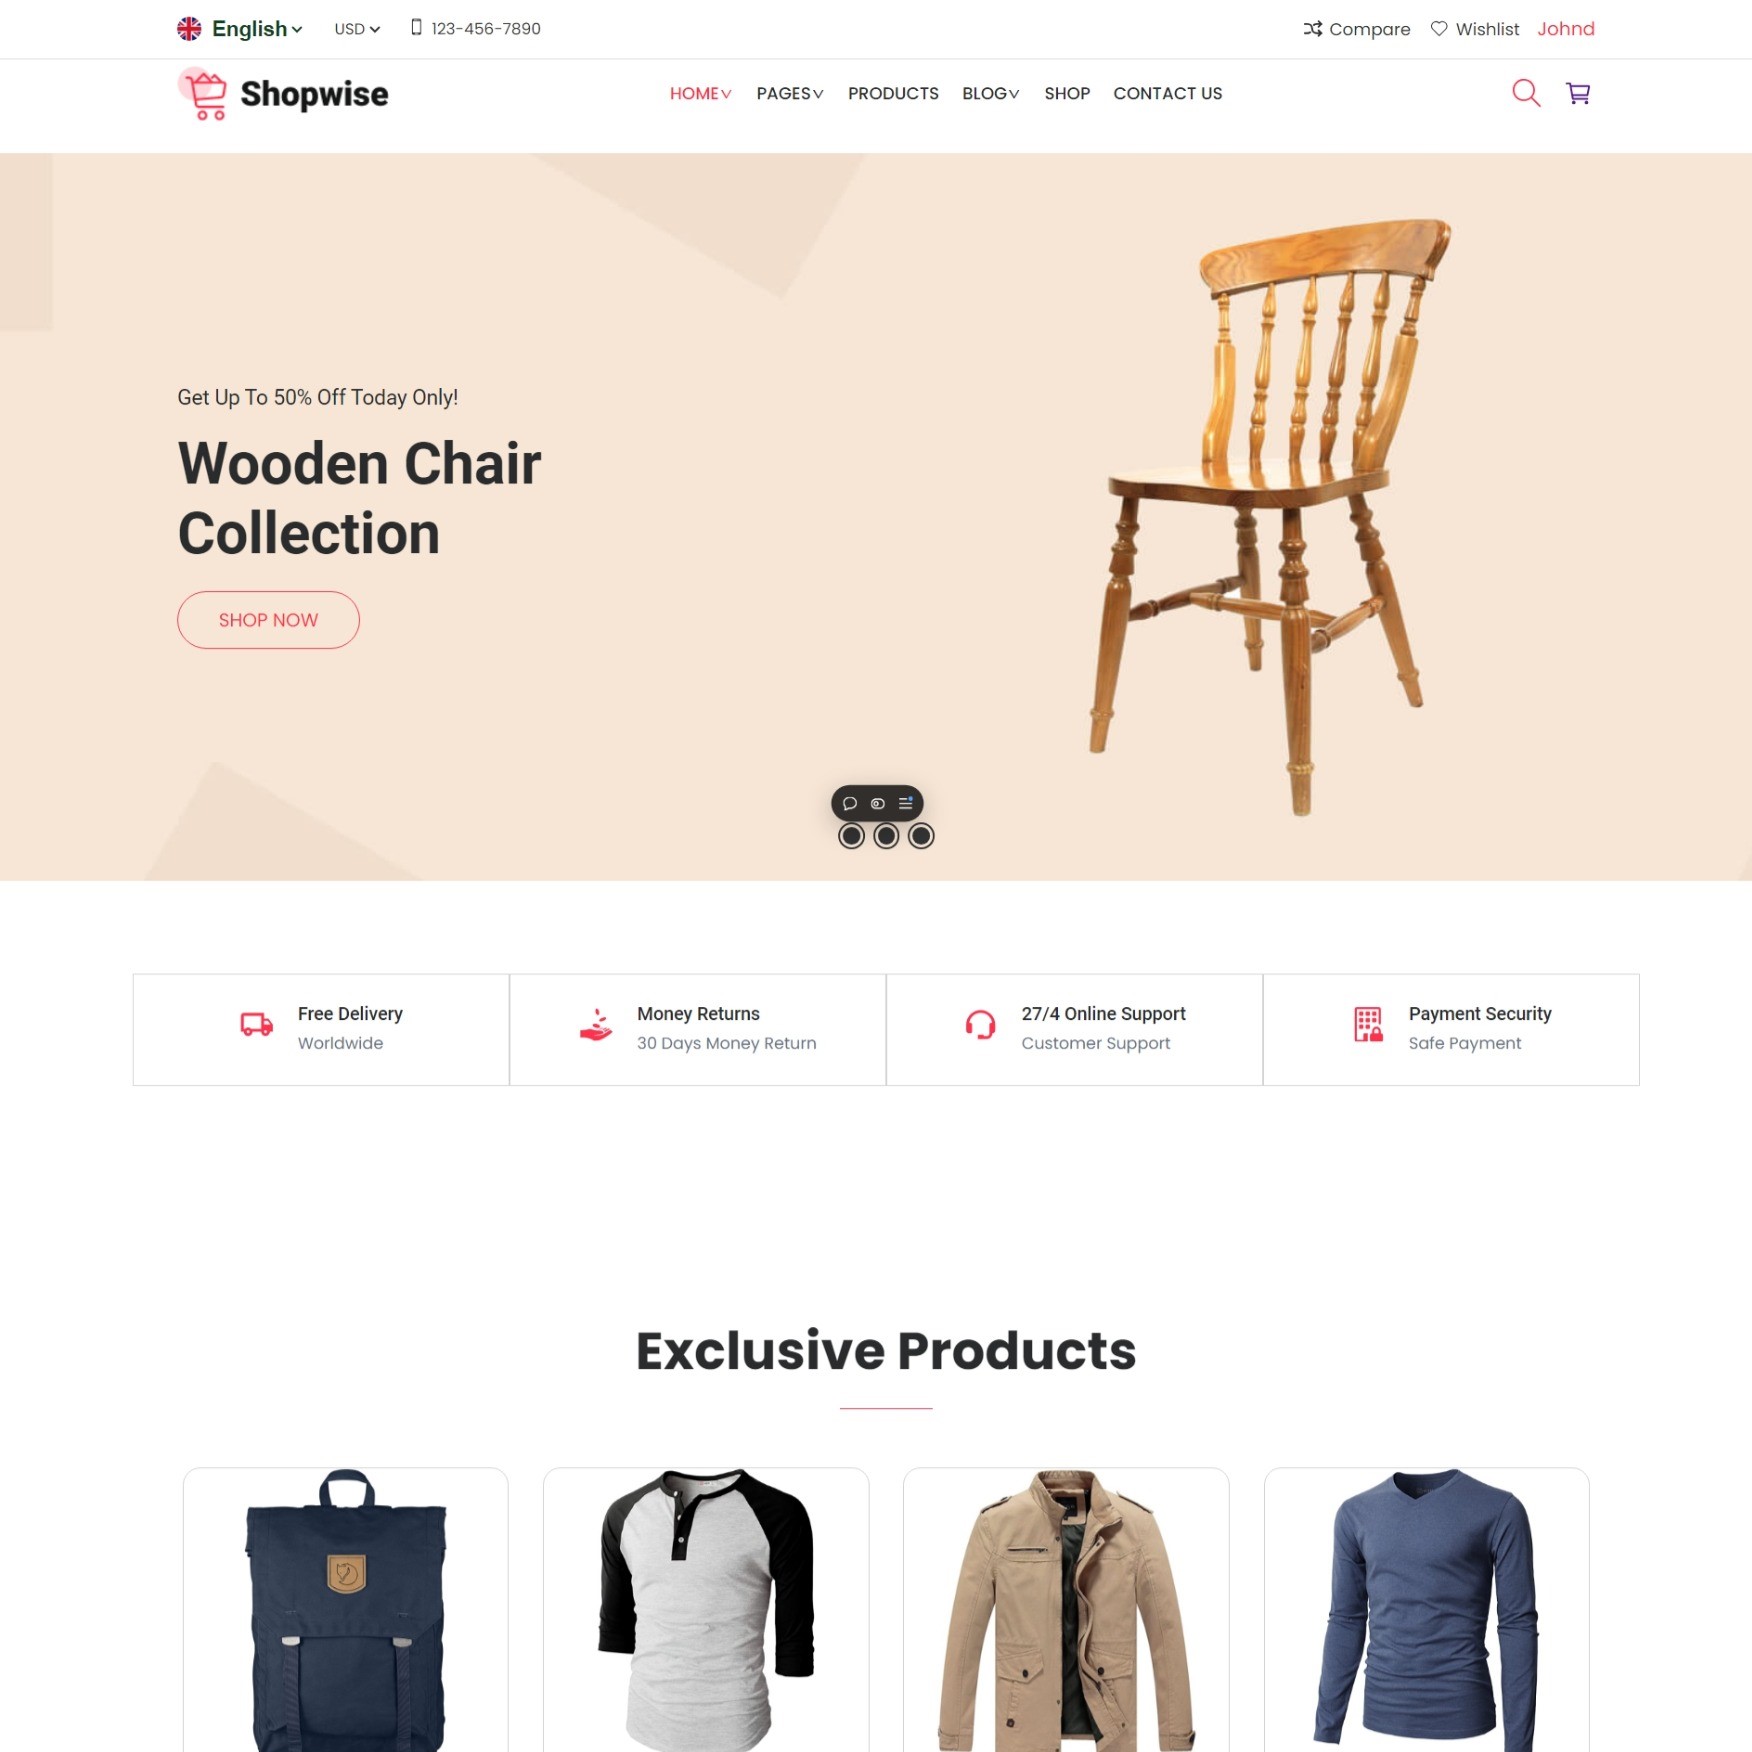 English
USD
123-456-7890
Compare
Wishlist
Johnd
Shopwise
HOME
PAGES
PRODUCTS
BLOG
SHOP
CONTACT US
Get Up To 50% Off Today Only!
Wooden Chair
Collection
SHOP NOW
Free Delivery
Worldwide
Money Returns
30 Days Money Return
27/4 Online Support
Customer Support
Payment Security
Safe Payment
Exclusive Products